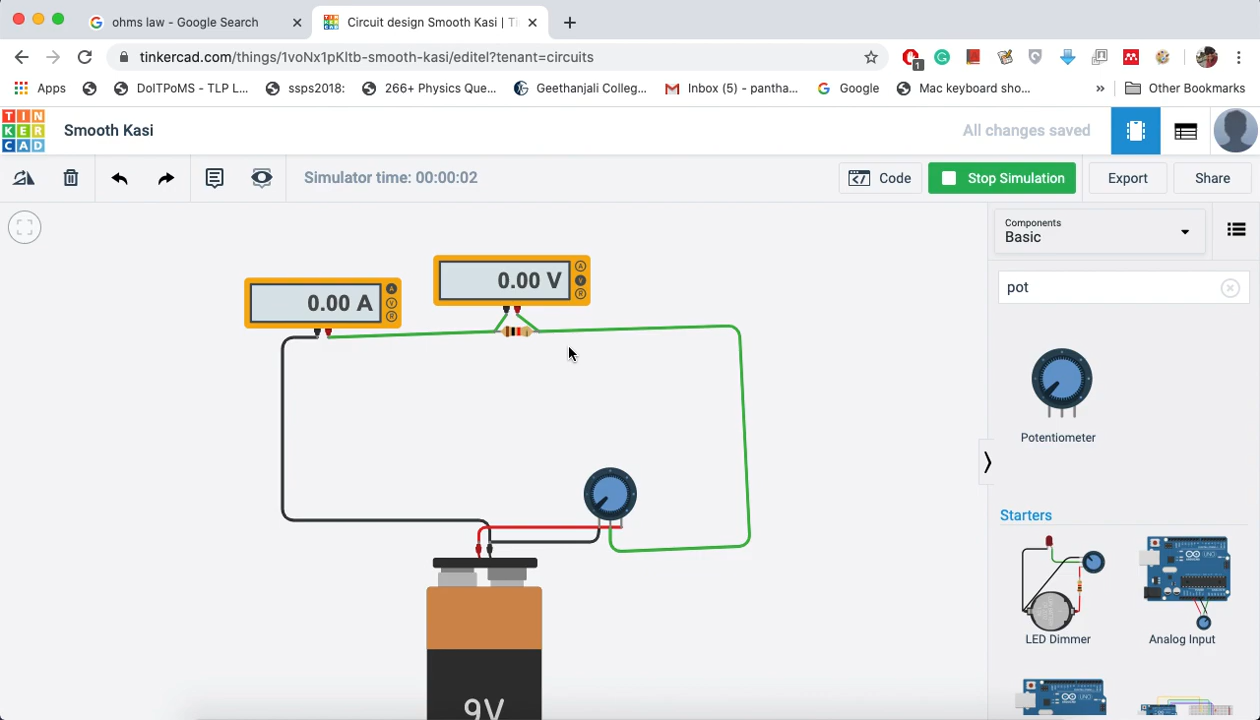 ohms law - Google Search
Circuit design Smooth Kasi | Ti
tinkercad.com/things/1voNx1pKltb-smooth-kasi/editel?tenant=circuits
1
Apps
DoITPoMS - TLP L...
ssps2018:
266+ Physics Que...
Geethanjali Colleg...
Inbox (5) - pantha...
Google
Mac keyboard sho...
»
Other Bookmarks
TIN
KER
CAD
Smooth Kasi
All changes saved
Simulator time: 00:00:02
Code
Stop Simulation
Export
Share
Components
Basic
pot
0.00 A
A
V
R
0.00 V
A
V
R
Potentiometer
Starters
LED Dimmer
Analog Input
9V